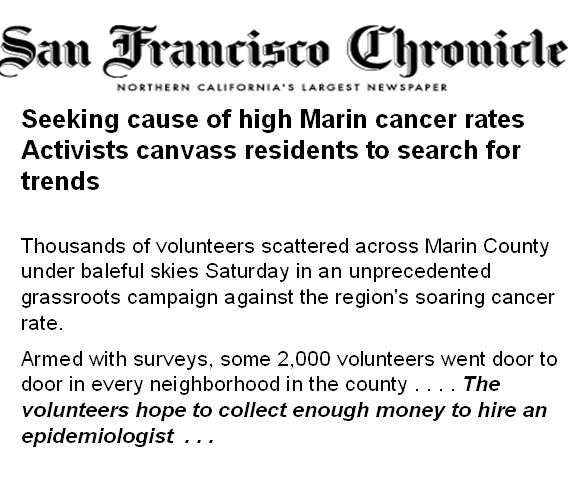 San Francisco Chronicle
NORTHERN CALIFORNIA'S LARGEST NEWSPAPER
Seeking cause of high Marin cancer rates
Activists canvass residents to search for
trends
Thousands of volunteers scattered across Marin County
under baleful skies Saturday in an unprecedented
grassroots campaign against the region's soaring cancer
rate.
Armed with surveys, some 2,000 volunteers went door to
door in every neighborhood in the county . . . . The
volunteers hope to collect enough money to hire an
epidemiologist . . .